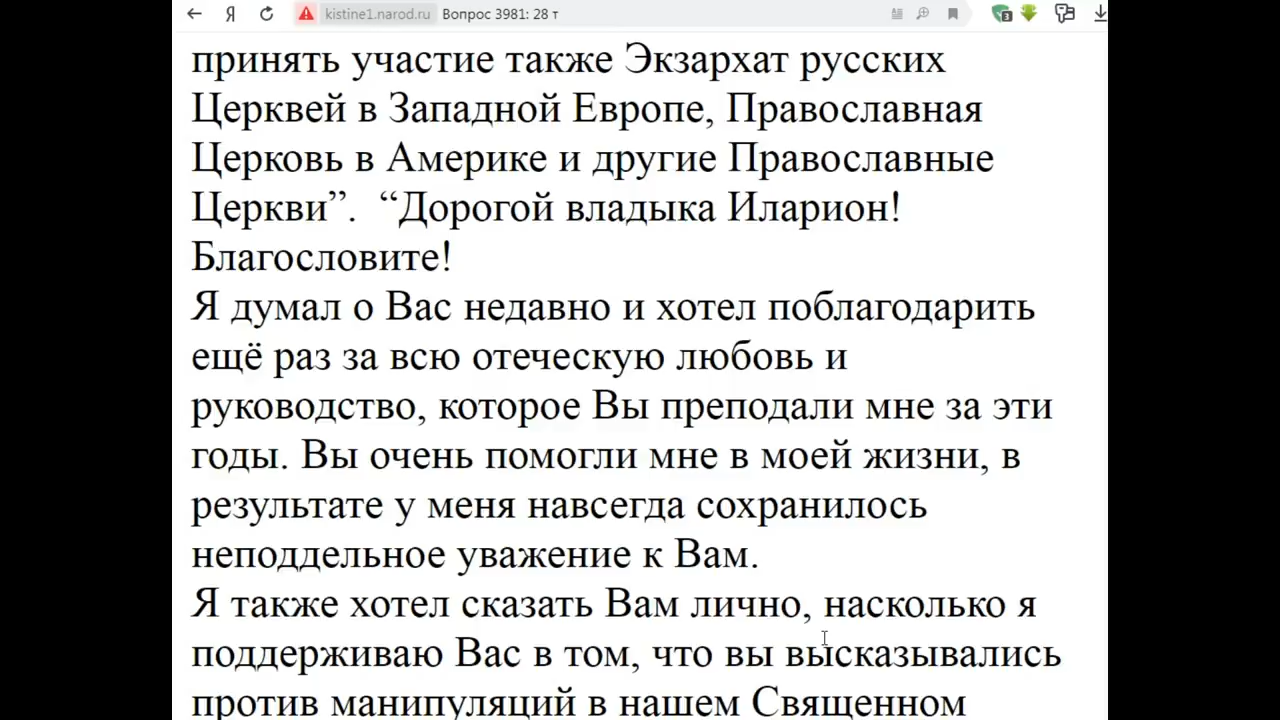 kistine1.narod.ru Вопрос 3981: 28 т
принять участие также Экзархат русских
Церквей в Западной Европе, Православная
Церковь в Америке и другие Православные
Церкви”. “Дорогой владыка Иларион!
Благословите!
Я думал о Вас недавно и хотел поблагодарить
ещё раз за всю отеческую любовь и
руководство, которое Вы преподали мне за эти
годы. Вы очень помогли мне в моей жизни, в
результате у меня навсегда сохранилось
неподдельное уважение к Вам.
Я также хотел сказать Вам лично, насколько я
поддерживаю Вас в том, что вы высказывались
против манипуляций в нашем Священном